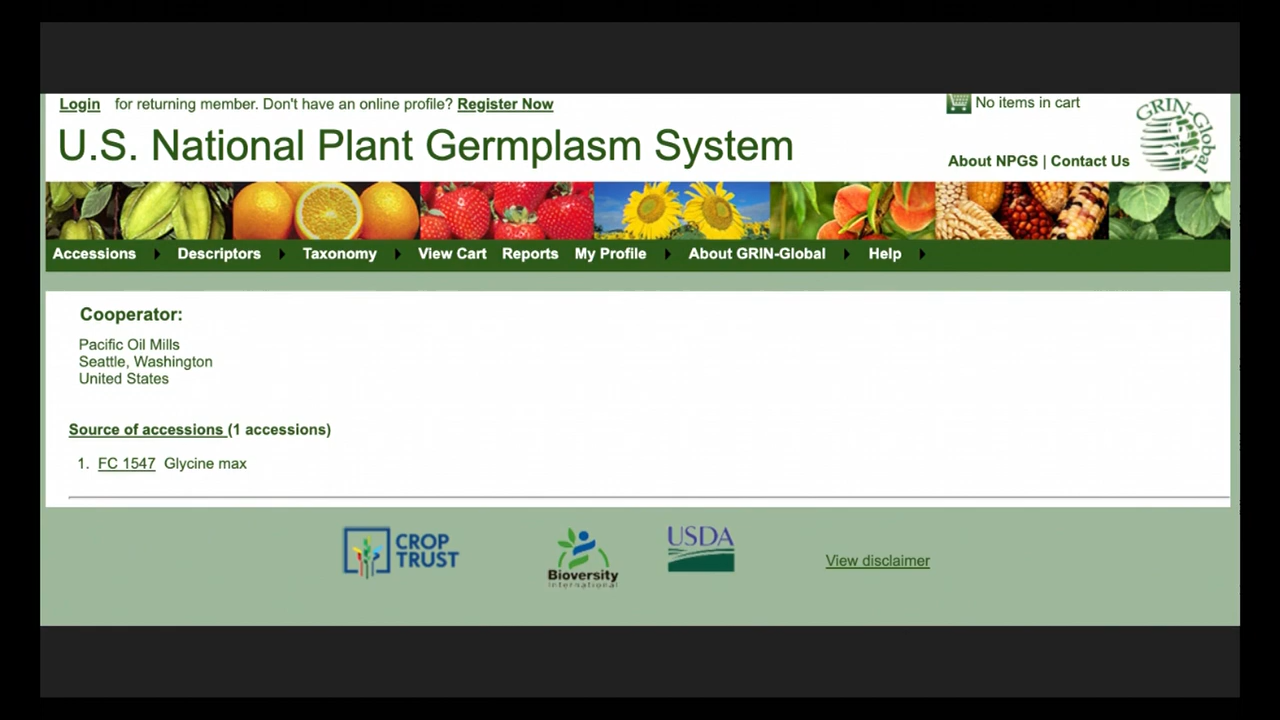 Login for returning member. Don't have an online profile? Register Now
No items in cart
GRIN-Global
U.S. National Plant Germplasm System
About NPGS | Contact Us
Accessions Descriptors Taxonomy View Cart Reports My Profile About GRIN-Global Help
Cooperator:
Pacific Oil Mills
Seattle, Washington
United States
Source of accessions (1 accessions)
1. FC 1547 Glycine max
CROP
TRUST
Bioversity
International
USDA
View disclaimer